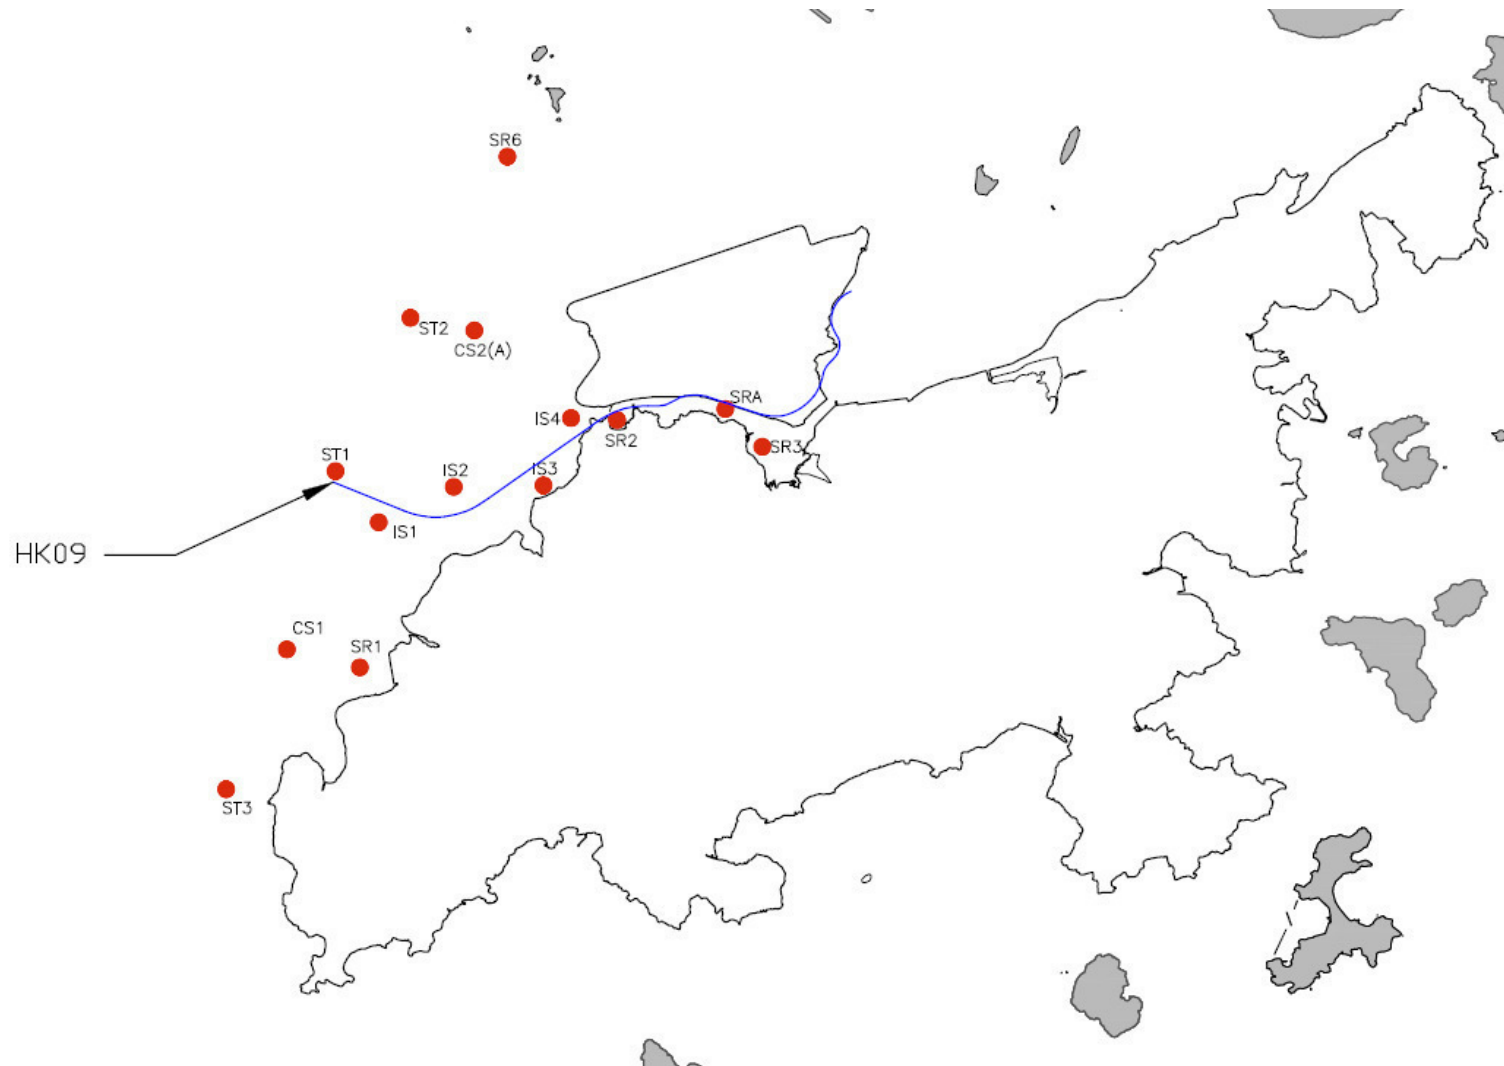 SR6
ST2
CS2(A)
SRA
IS4
SR2
SR3
ST1
IS2
IS3
IS1
HK09
CS1
SR1
ST3